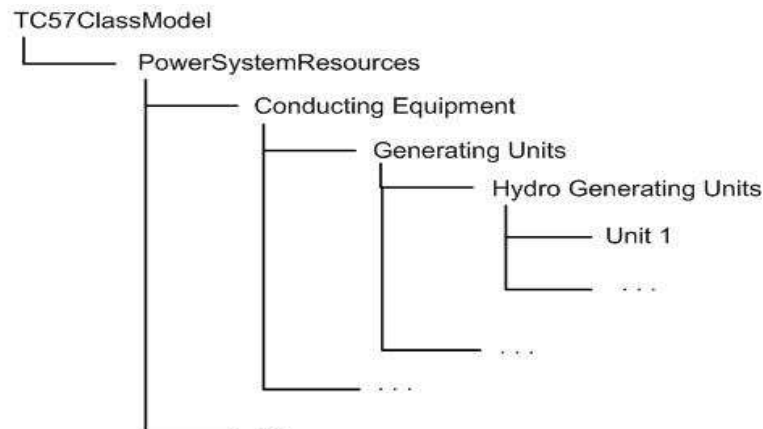 TC57ClassModel
PowerSystemResources
Conducting Equipment
Generating Units
Hydro Generating Units
Unit 1
. . .
. . .
. . .